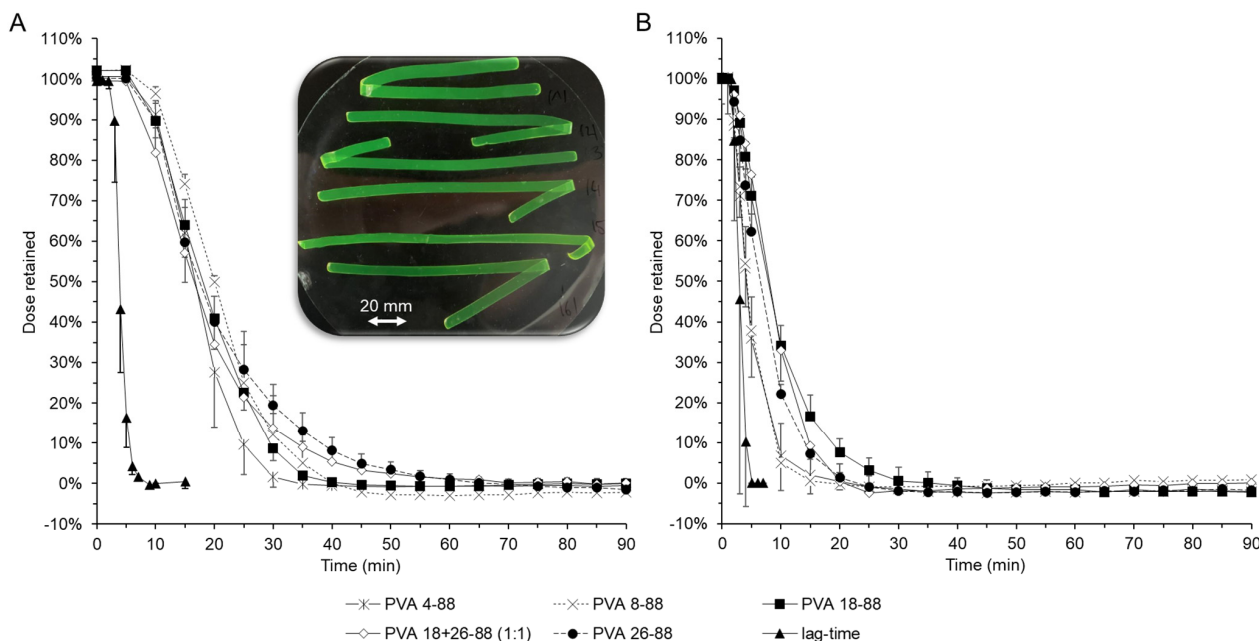 A
B
110%
100%
90%
80%
70%
60%
50%
40%
30%
20%
10%
0%
-10%
Dose retained
0 10 20 30 40 50 60 70 80 90
Time (min)
20 mm
110%
100%
90%
80%
70%
60%
50%
40%
30%
20%
10%
0%
-10%
Dose retained
0 10 20 30 40 50 60 70 80 90
Time (min)
PVA 4-88 PVA 8-88 PVA 18-88
PVA 18+26-88 (1:1) PVA 26-88 lag-time